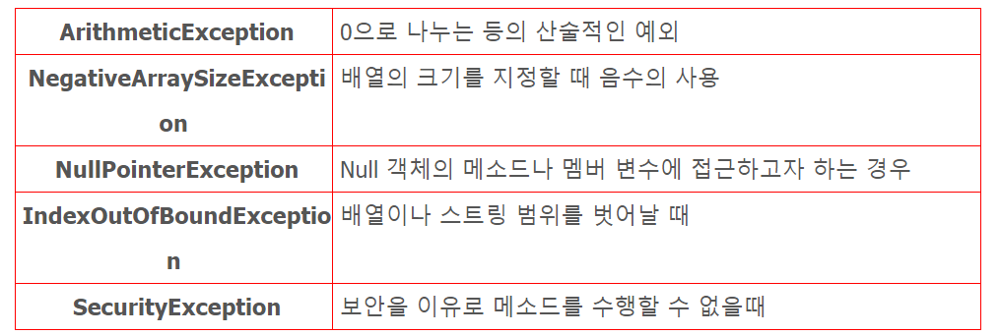 ArithmeticException 0으로 나누는 등의 산술적인 예외
NegativeArraySizeExcepti 배열의 크기를 지정할 때 음수의 사용
on
NullPointerException Null 객체의 메소드나 멤버 변수에 접근하고자 하는 경우
IndexOutOfBoundExceptio 배열이나 스트링 범위를 벗어날 때
n
SecurityException 보안을 이유로 메소드를 수행할 수 없을때